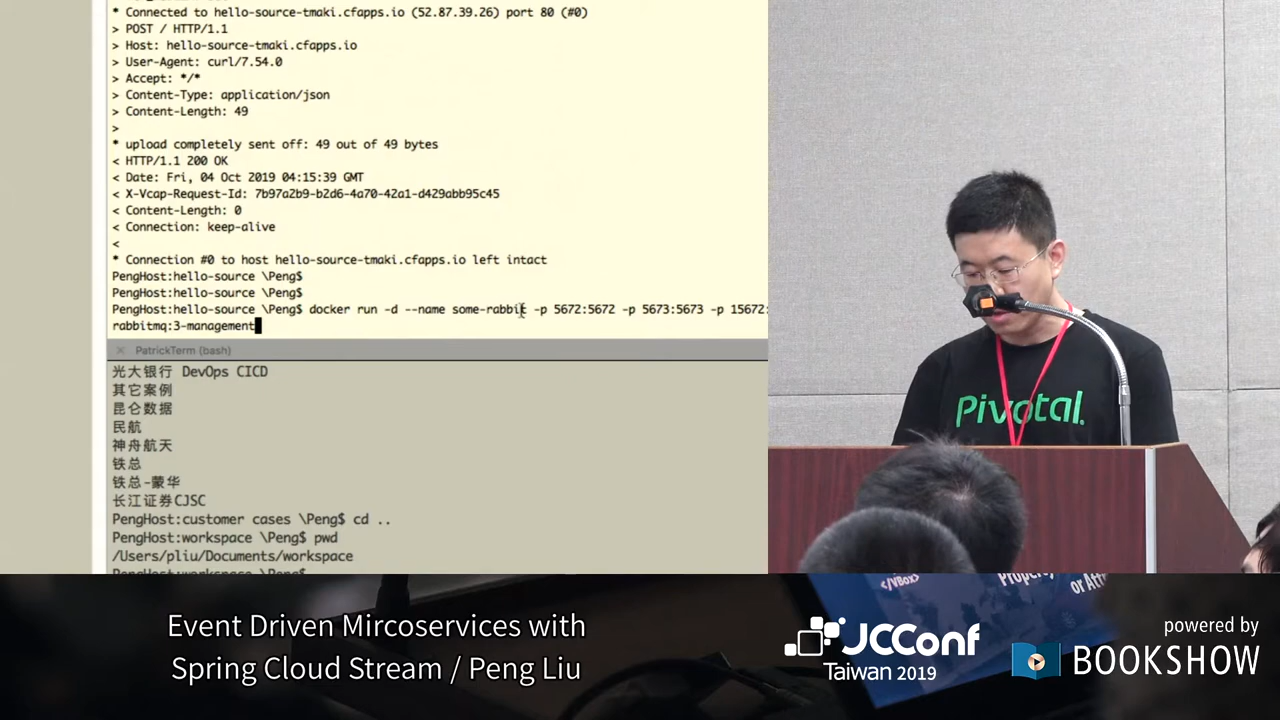 * Connected to hello-source-tmaki.cfapps.io (52.87.39.26) port 80 (#0)
> POST / HTTP/1.1
> Host: hello-source-tmaki.cfapps.io
> User-Agent: curl/7.54.0
> Accept: */*
> Content-Type: application/json
> Content-Length: 49
>
* upload completely sent off: 49 out of 49 bytes
< HTTP/1.1 200 OK
< Date: Fri, 04 Oct 2019 04:15:39 GMT
< X-Vcap-Request-Id: 7b97a2b9-b2d6-4a70-42a1-d429abb95c45
< Content-Length: 0
< Connection: keep-alive
<
* Connection #0 to host hello-source-tmaki.cfapps.io left intact
PengHost:hello-source \Peng$
PengHost:hello-source \Peng$
PengHost:hello-source \Peng$ docker run -d --name some-rabbit -p 5672:5672 -p 5673:5673 -p 15672:
rabbitmq:3-management
PatrickTerm (bash)
光大银行 DevOps CICD
其它案例
昆仑数据
民航
神舟航天
铁总
铁总-蒙华
长江证券CJSC
PengHost:customer cases \Peng$ cd ..
PengHost:workspace \Peng$ pwd
/Users/pliu/Documents/workspace
PengHost:workspace \Peng$
Pivotal.
</VBox>
or
Event Driven Mircoservices with
Spring Cloud Stream / Peng Liu
JCConf
Taiwan 2019
powered by
BOOKSHOW